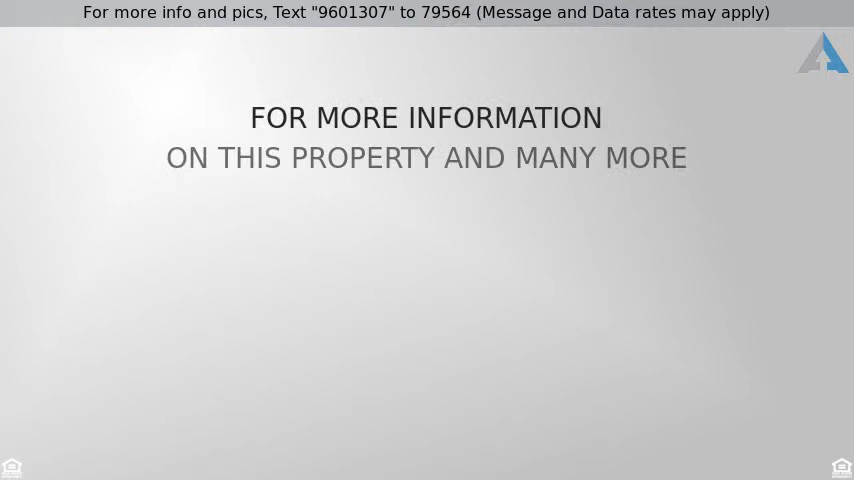 For more info and pics, Text "9601307" to 79564 (Message and Data rates may apply)
FOR MORE INFORMATION
ON THIS PROPERTY AND MANY MORE